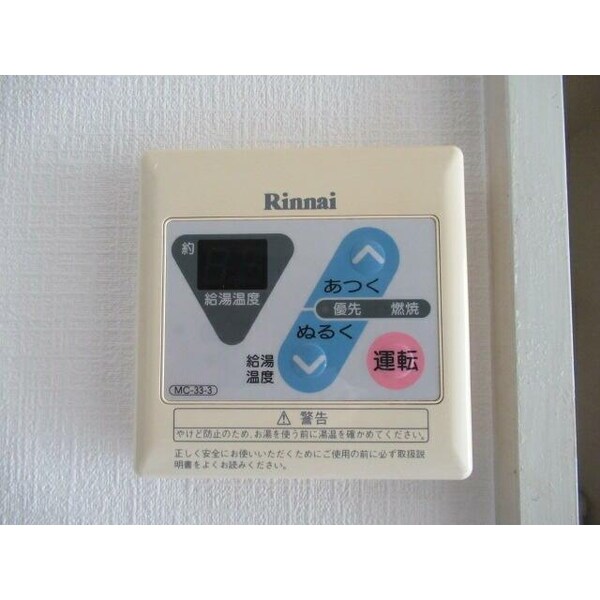 Rinnai
約
給湯温度
あつく
優先 燃焼
ぬるく
給湯
温度
運転
MC-33-3
⚠ 警告
やけど防止のため、お湯を使う前に湯温を確かめてください。
正しく安全にお使いいただくためにご使用の前に必ず取扱説
明書をよくお読みください。